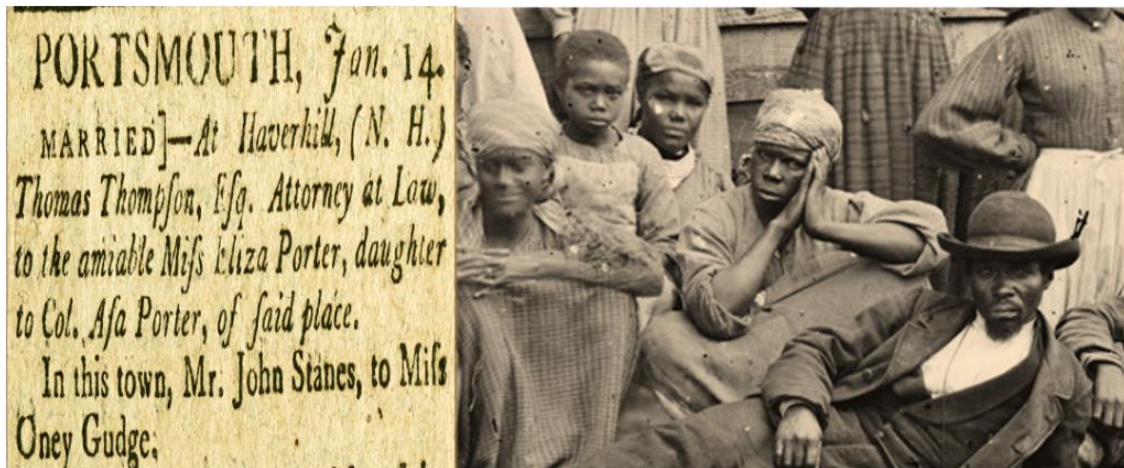 PORTSMOUTH, Jan. 14.
MARRIED]—At Haverhill, (N. H.)
Thomas Thompſon, Eſq. Attorney at Law,
to the amiable Miſs Eliza Porter, daughter
to Col. Aſa Porter, of ſaid place.
In this town, Mr. John Stanes, to Miſs
Oney Gudge.